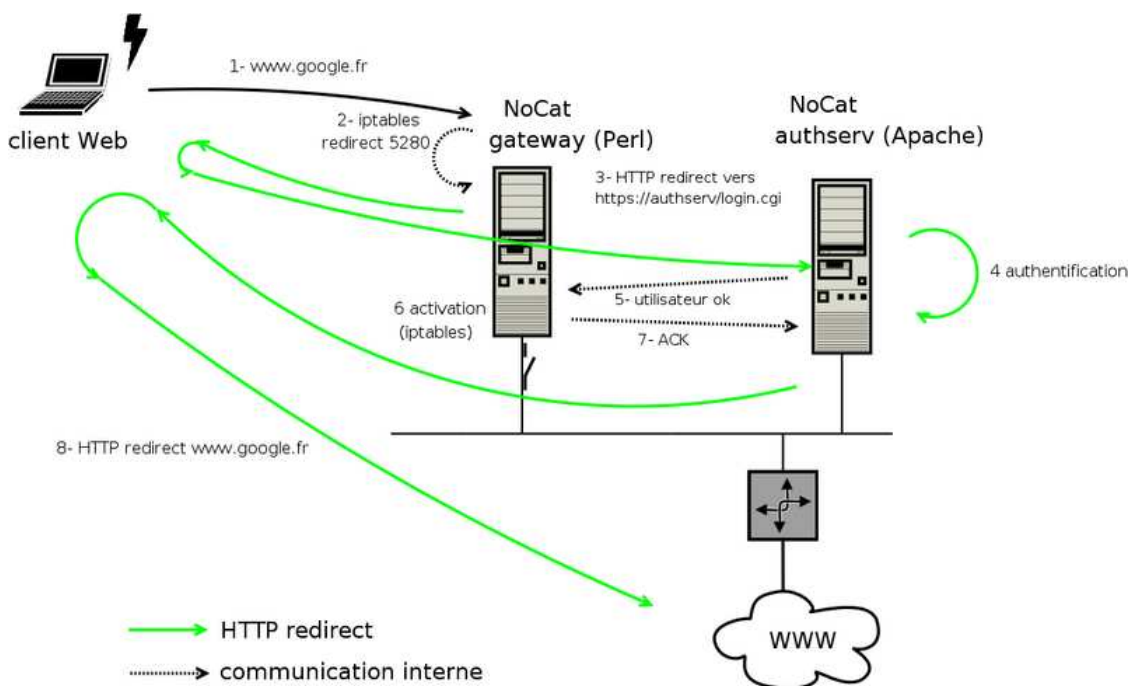 1- www.google.fr
client Web
2- iptables
redirect 5280
NoCat
gateway (Perl)
NoCat
authserv (Apache)
3- HTTP redirect vers
https://authserv/login.cgi
4 authentification
5- utilisateur ok
6 activation
(iptables)
7- ACK
8- HTTP redirect www.google.fr
www
HTTP redirect
communication interne